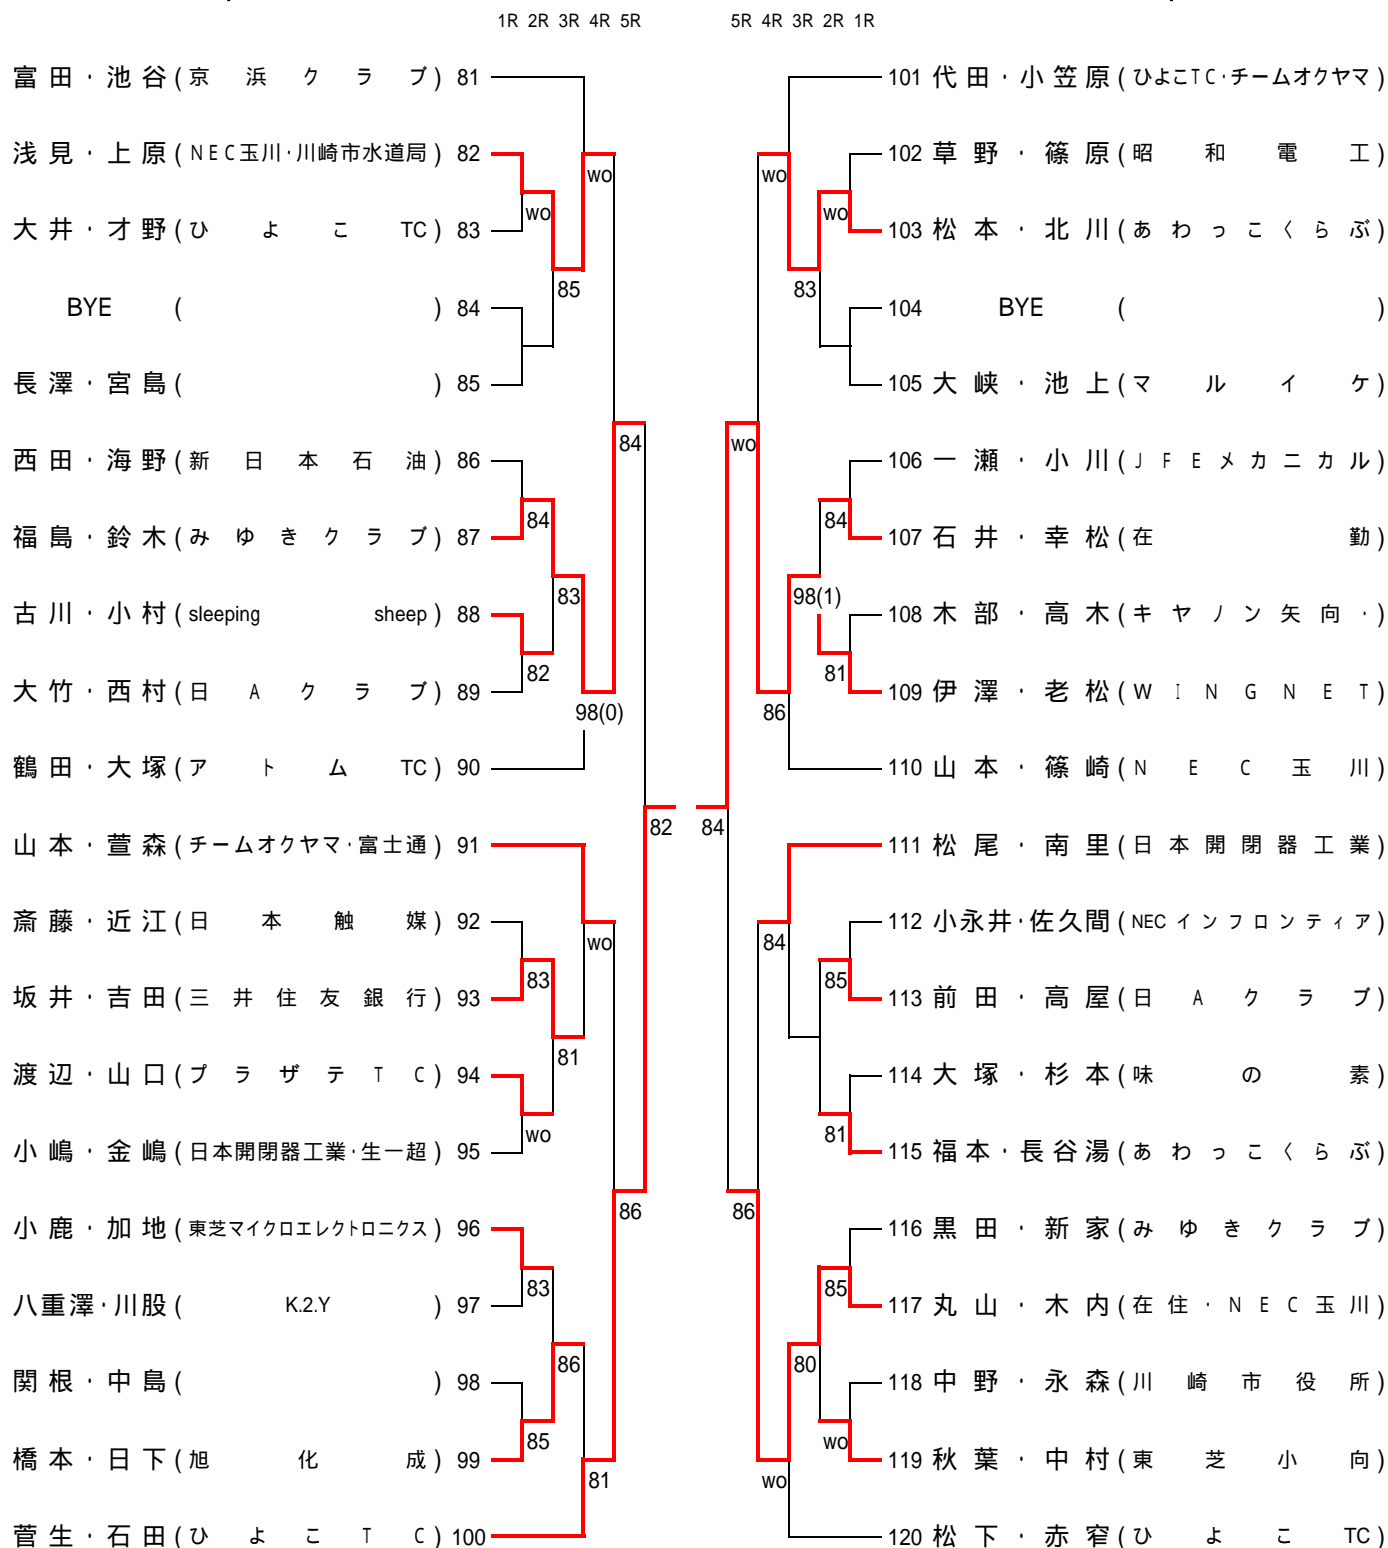 1R 2R 3R 4R 5R 5R 4R 3R 2R 1R
富田・池谷(京浜クラブ) 81 101 代田・小笠原(ひよこTC・チームオクヤマ)
浅見・上原(NEC玉川・川崎市水道局) 82 wo wo 102 草野・篠原(昭和電工)
wo wo
大井・才野(ひよこTC) 83 103 松本・北川(あわっこくらぶ)
85 83
BYE ( ) 84 104 BYE ( )
長澤・宮島( ) 85 105 大峡・池上(マルイケ)
84 wo
西田・海野(新日本石油) 86 106 一瀬・小川(JFEメカニカル)
84 84
福島・鈴木(みゆきクラブ) 87 107 石井・幸松(在勤)
83 98(1)
古川・小村(sleeping sheep) 88 108 木部・高木(キヤノン矢向・)
82 81
大竹・西村(日Aクラブ) 89 109 伊澤・老松(WINGNET)
98(0) 86
鶴田・大塚(アトムTC) 90 110 山本・篠崎(NEC玉川)
82 84
山本・萱森(チームオクヤマ・富士通) 91 111 松尾・南里(日本開閉器工業)
斎藤・近江(日本触媒) 92 112 小永井・佐久間(NECインフロンティア)
wo 84
83 85
坂井・吉田(三井住友銀行) 93 113 前田・高屋(日Aクラブ)
81
渡辺・山口(プラザテTC) 94 114 大塚・杉本(味の素)
wo 81
小嶋・金嶋(日本開閉器工業・生一超) 95 115 福本・長谷湯(あわっこくらぶ)
86 86
小鹿・加地(東芝マイクロエレクトロニクス) 96 116 黒田・新家(みゆきクラブ)
83 85
八重澤・川股(K.2.Y) 97 117 丸山・木内(在住・NEC玉川)
86 80
関根・中島( ) 98 118 中野・永森(川崎市役所)
85 wo
橋本・日下(旭化成) 99 119 秋葉・中村(東芝小向)
81 wo
菅生・石田(ひよこTC) 100 120 松下・赤窄(ひよこTC)